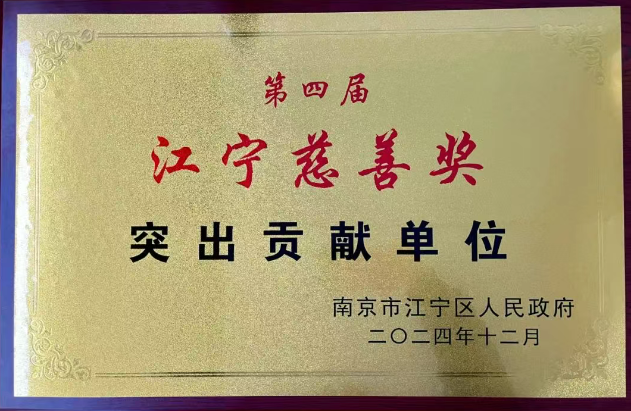 第四届
江宁慈善奖
突出贡献单位
南京市江宁区人民政府
二〇二四年十二月